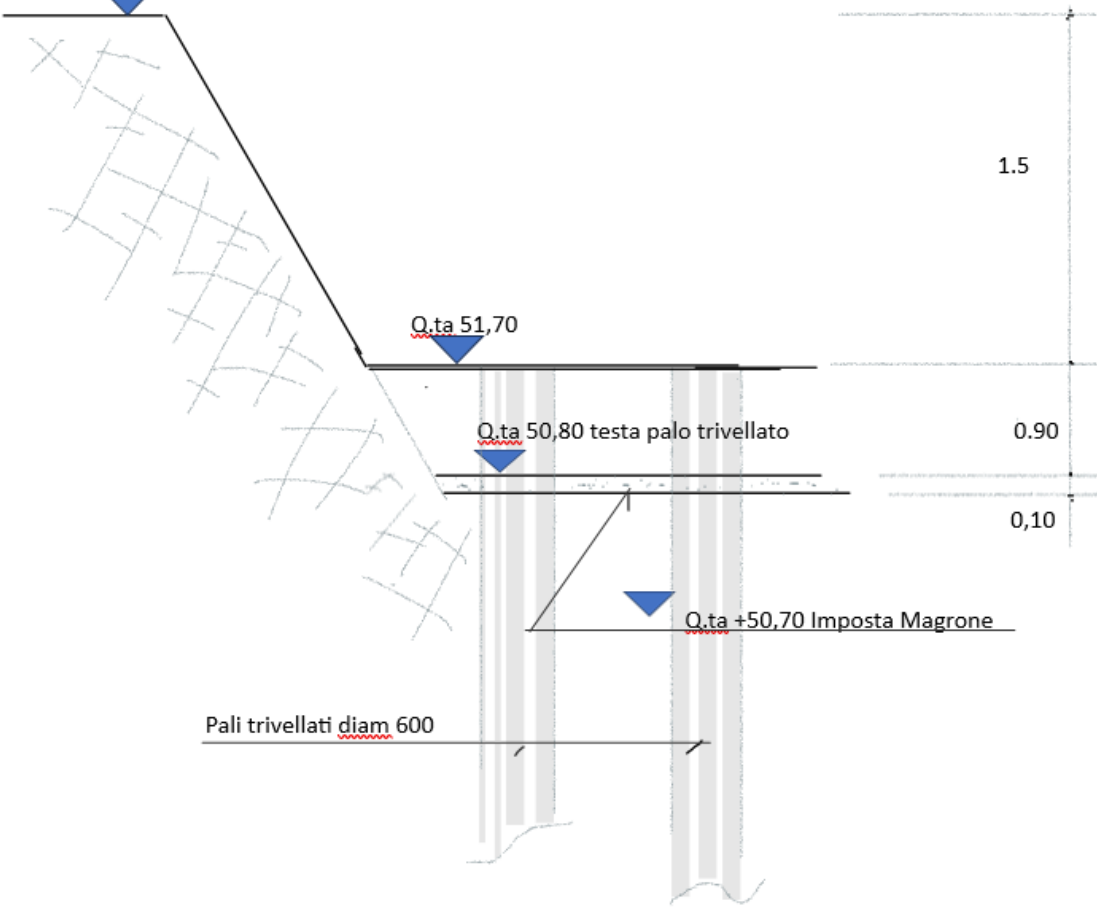 1.5
Q.ta 51,70
Q.ta 50,80 testa palo trivellato
0.90
0,10
Q.ta +50,70 Imposta Magrone
Pali trivellati diam 600